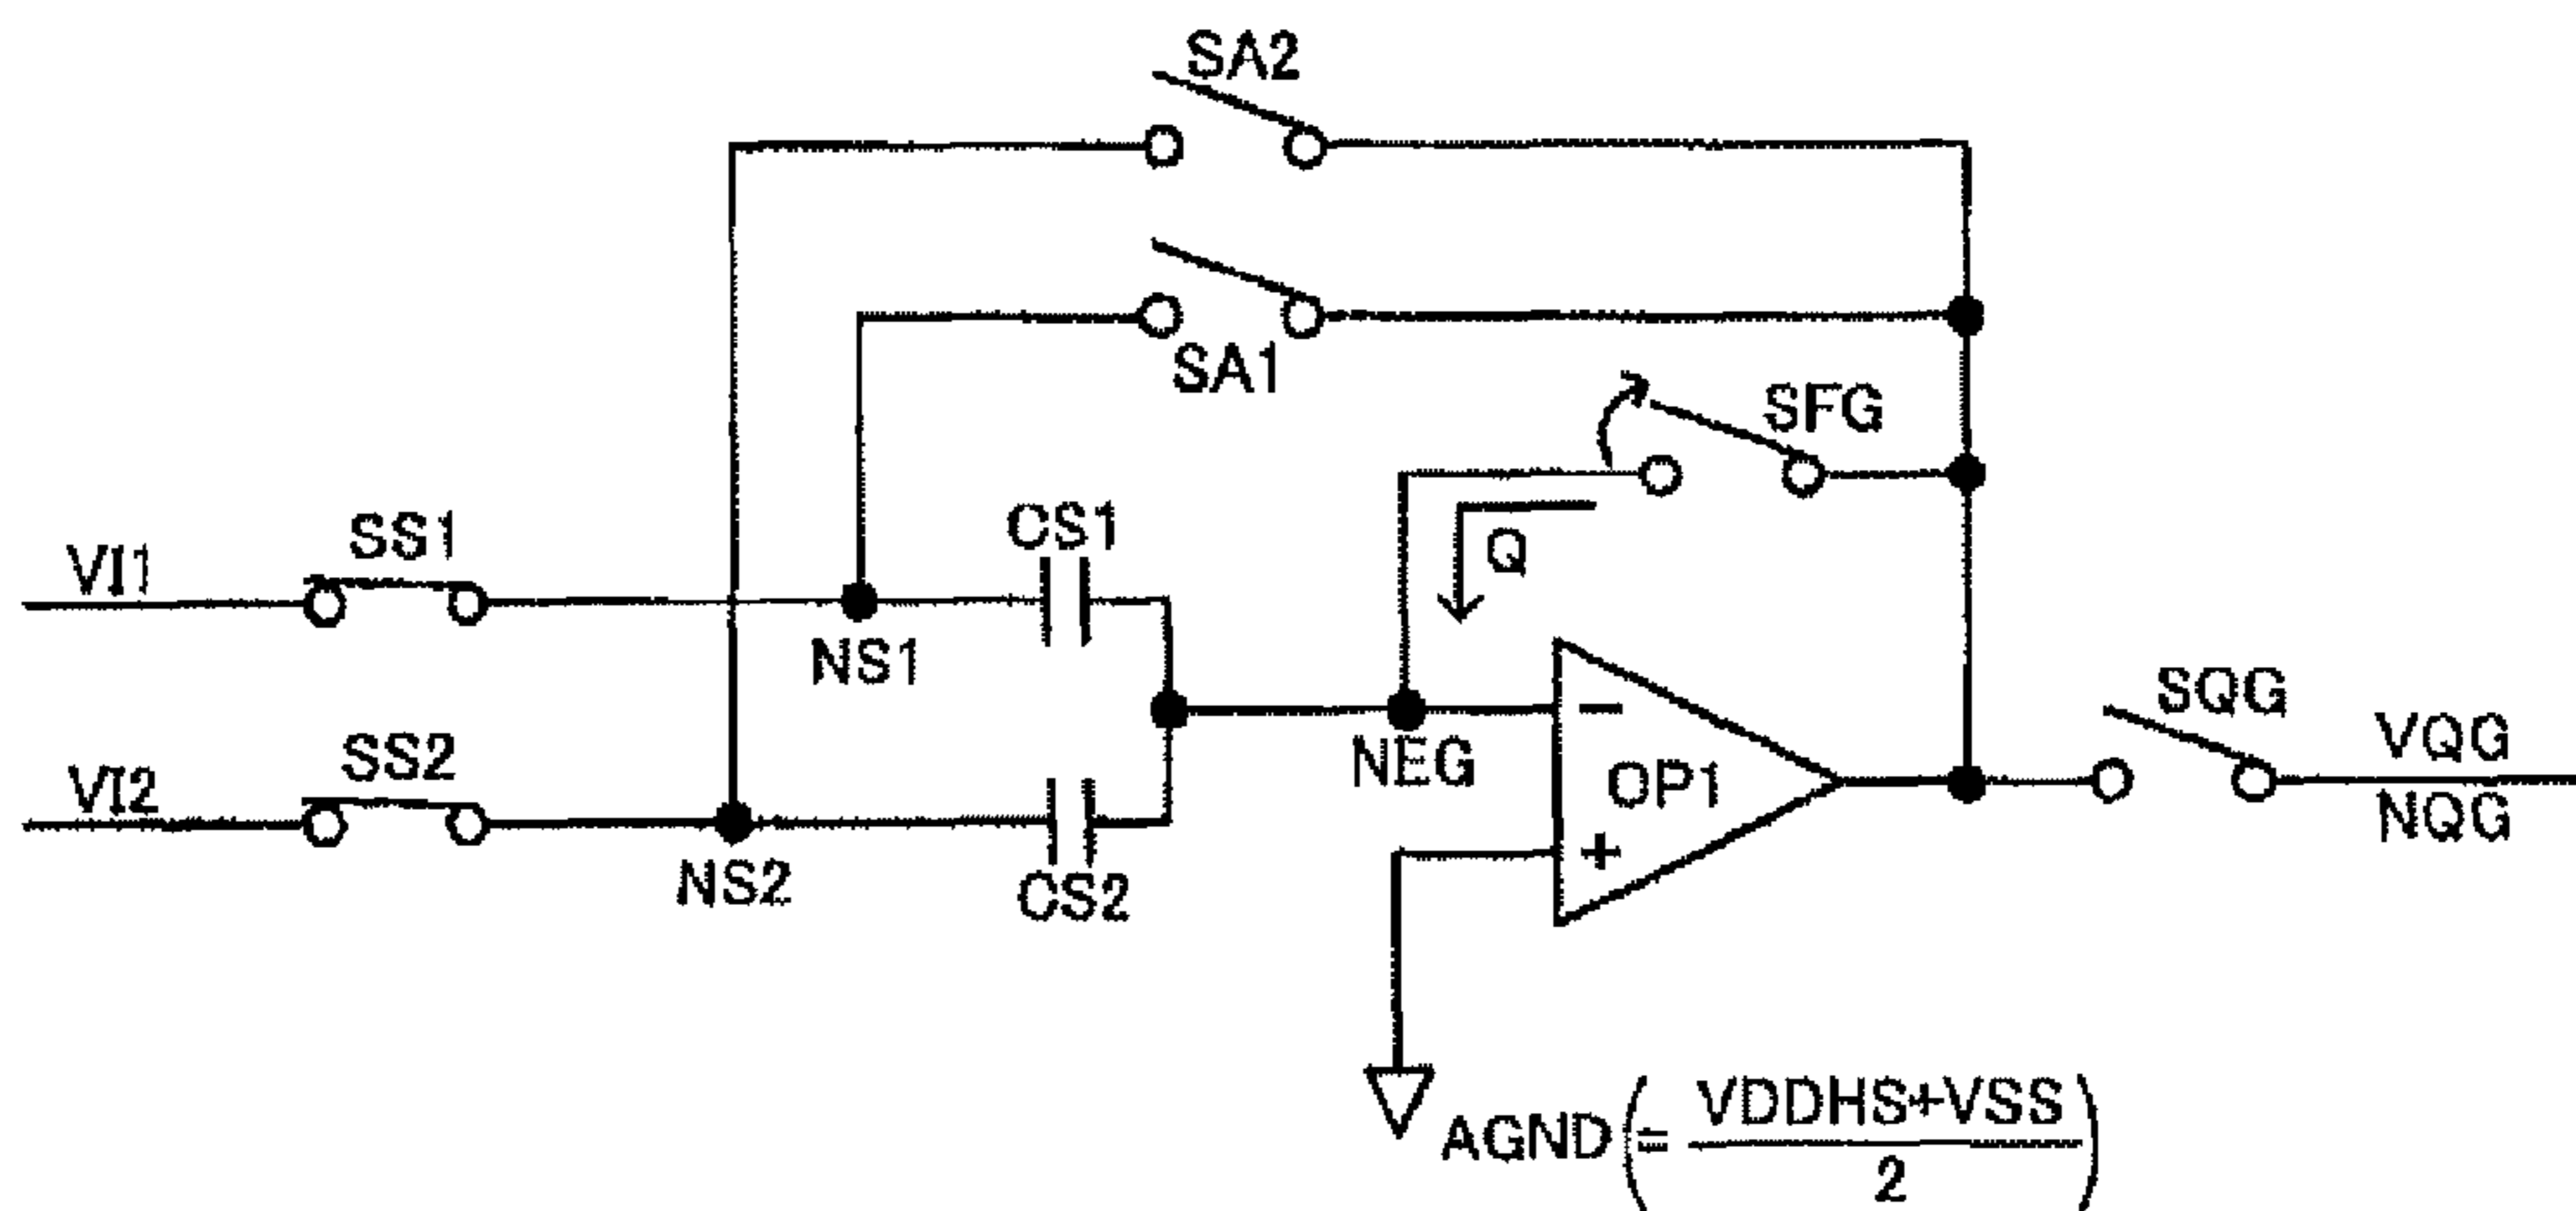 SA2
SA1
SFG
Q
CS1
SS1
VI1
NS1
SS2
VI2
NS2
CS2
NEG
−
OP1
+
SQG
VQG
NQG
AGND(= VDDHS+VSS
2)